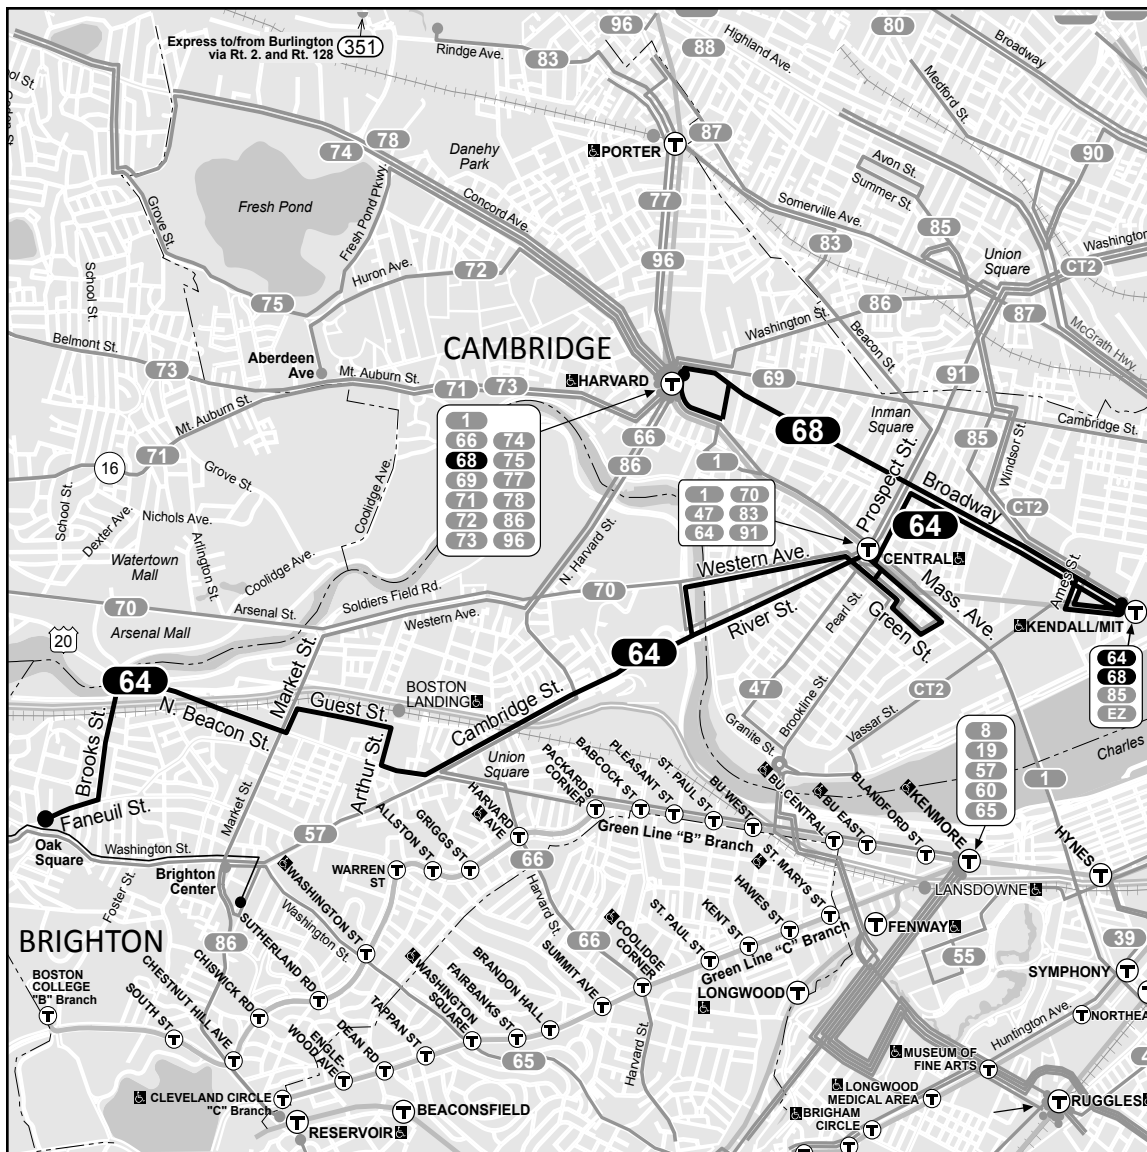 Express to/from Burlington
via Rt. 2. and Rt. 128
351
Rindge Ave.
83
96
88
Highland Ave.
80
Broadway
Medford St.
90
Avon St.
Summer St.
87
PORTER
78
74
Danehy
Park
Fresh Pond
Fresh Pond Pkwy.
Concord Ave.
Grove St.
77
96
Somerville Ave.
83
85
Union
Square
Washington
CT2
86
87
McGrath Hwy.
Huron Ave.
72
75
School St.
Belmont St.
73
Aberdeen
Ave
Mt. Auburn St.
71
73
CAMBRIDGE
HARVARD
Washington St.
Beacon St.
69
91
Inman
Square
Cambridge St.
85
Windsor St.
CT2
68
Broadway
Prospect St.
64
Mt. Auburn St.
71
16
School St.
Grove St.
Nichols Ave.
Dexter Ave.
Arlington St.
Coolidge Ave.
Coolidge Ave.
Watertown
Mall
1
66 74
68 75
69 77
71 78
72 86
73 96
66
86
1
N. Harvard St.
1 70
47 83
64 91
CENTRAL
Western Ave.
River St.
Pearl St.
Green St.
Mass. Ave.
Ames St.
KENDALL/MIT
64
68
85
EZ
70
Arsenal St.
Arsenal Mall
Soldiers Field Rd.
Western Ave.
70
20
64
N. Beacon St.
Market St.
Guest St.
BOSTON
LANDING
Cambridge St.
64
47
Granite St.
Brookline St.
CT2
Vassar St.
Charles
1
8
19
57
60
65
Brooks St.
Faneuil St.
Oak
Square
Washington St.
Arthur St.
Market St.
57
Brighton
Center
Foster St.
86
BRIGHTON
Union
Square
HARVARD
AVE
PACKARDS
CORNER
BABCOCK ST
PLEASANT ST
ST. PAUL ST
BU WEST
BU CENTRAL
BU EAST
BLANDFORD ST
KENMORE
HYNES
Green Line "B" Branch
ALLSTON ST
GRIGGS ST
WARREN
ST
66
Harvard St.
66
WASHINGTON ST
Washington St.
SUTHERLAND RD
CHISWICK RD
CHESTNUT HILL AVE
SOUTH ST
BOSTON
COLLEGE
"B" Branch
ST. MARYS ST
HAWES ST
KENT ST
ST. PAUL ST
COOLIDGE
CORNER
SUMMIT AVE
BRANDON HALL
FAIRBANKS ST
WASHINGTON
SQUARE
TAPPAN ST
DEAN RD
ENGLE-
WOOD AVE
Green Line "C" Branch
LONGWOOD
FENWAY
LANSDOWNE
55
39
SYMPHONY
Huntington Ave.
MUSEUM OF
FINE ARTS
LONGWOOD
MEDICAL AREA
BRIGHAM
CIRCLE
RUGGLES
65
Harvard St.
CLEVELAND CIRCLE
"C" Branch
RESERVOIR
BEACONSFIELD